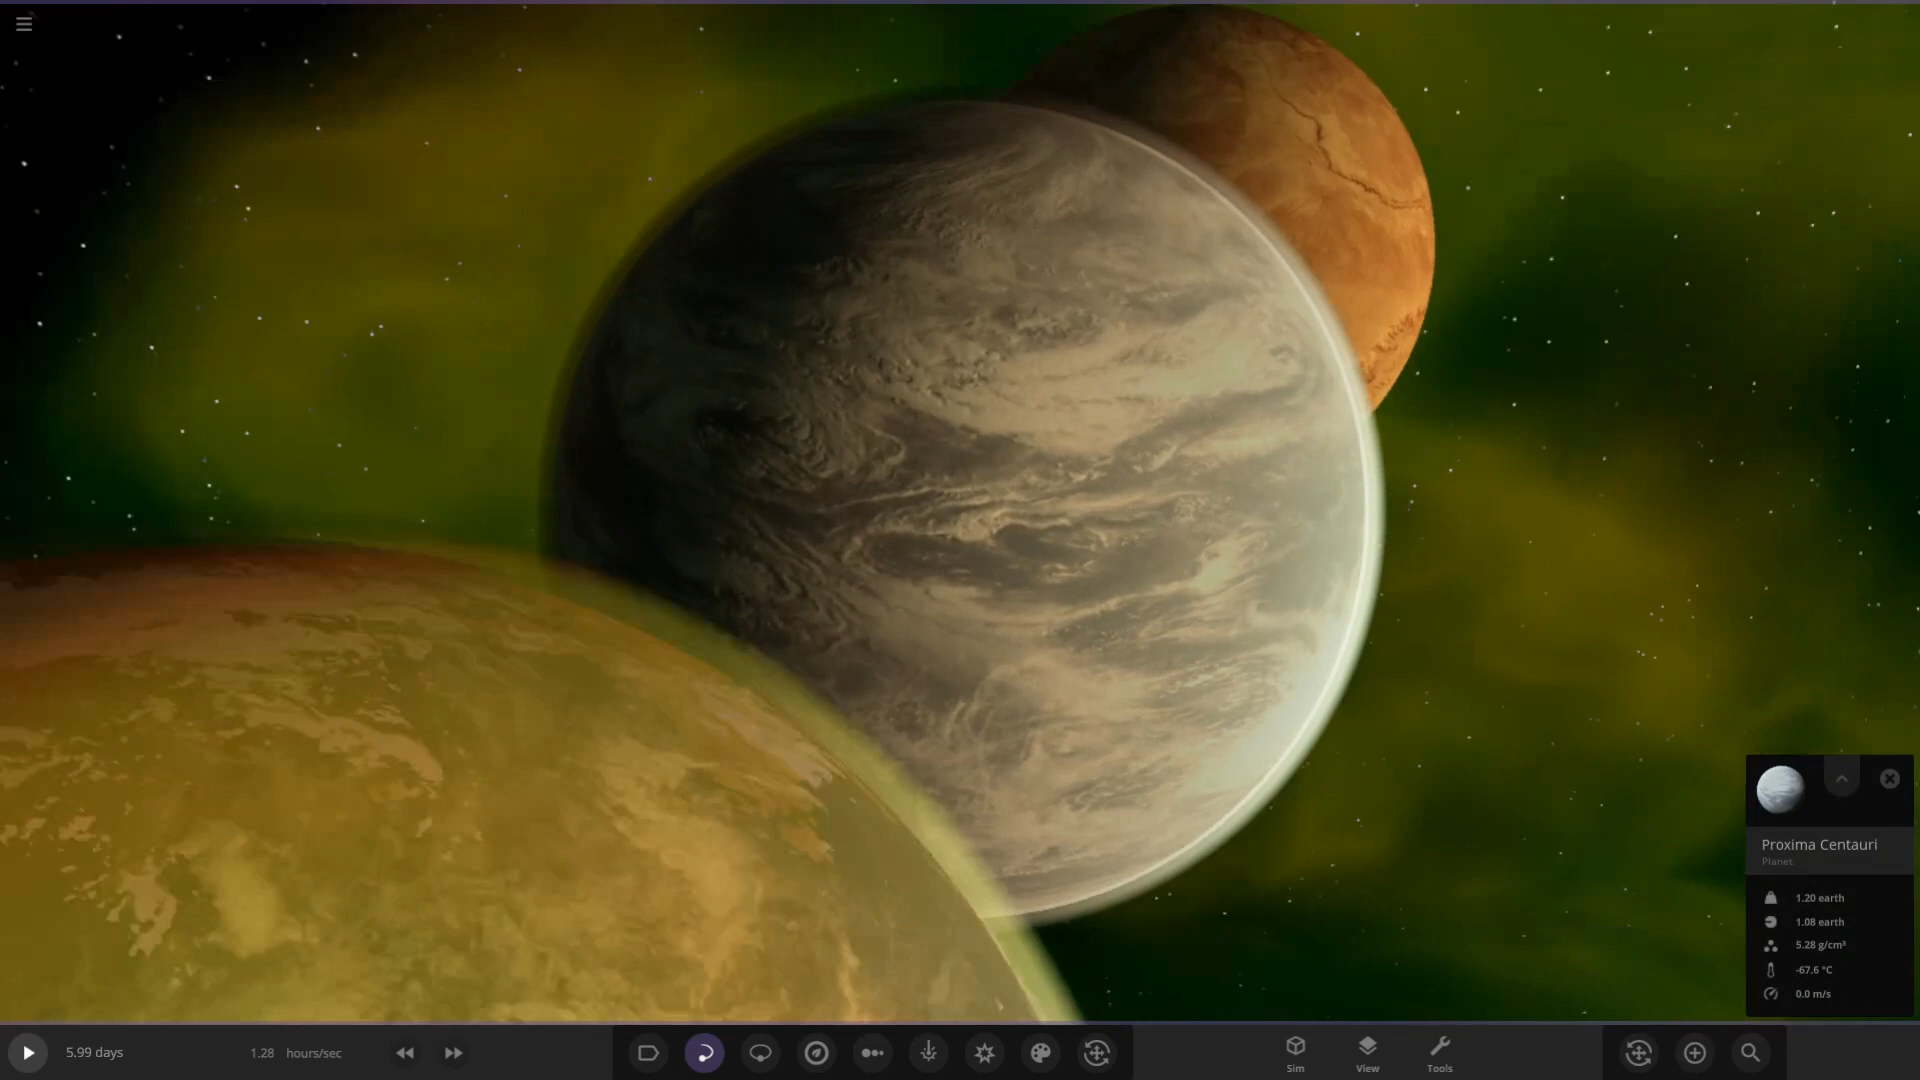 Proxima Centauri
Planet
1.20 earth
1.08 earth
5.28 g/cm³
-67.6 °C
0.0 m/s
5.99 days
1.28 hours/sec
Sim
View
Tools